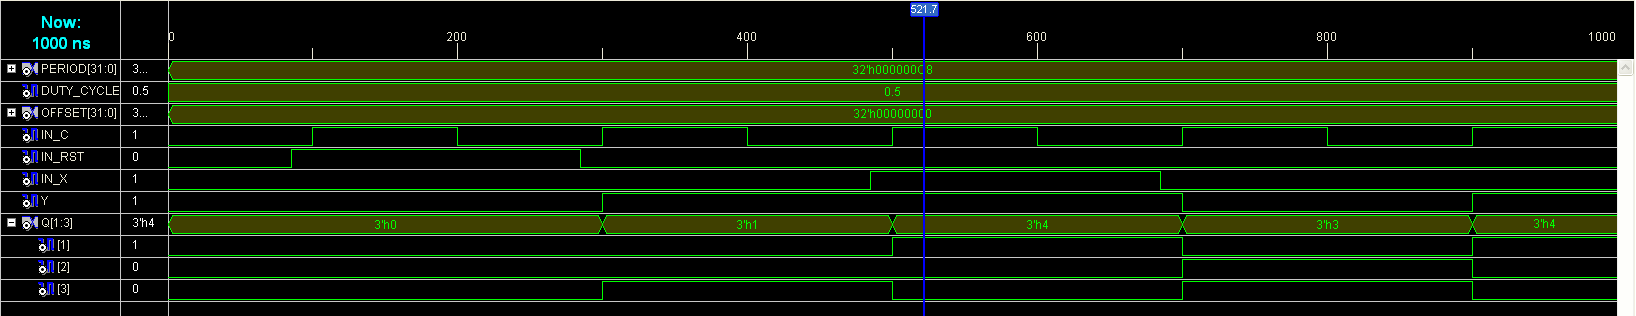 521.7
Now:
1000 ns
0 200 400 600 800 1000
PERIOD[31:0] 3... 32'h000000C8
DUTY_CYCLE 0.5 0.5
OFFSET[31:0] 3... 32'h00000000
IN_C 1
IN_RST 0
IN_X 1
Y 1
Q[1:3] 3'h4 3'h0 3'h1 3'h4 3'h3 3'h4
[1] 1
[2] 0
[3] 0